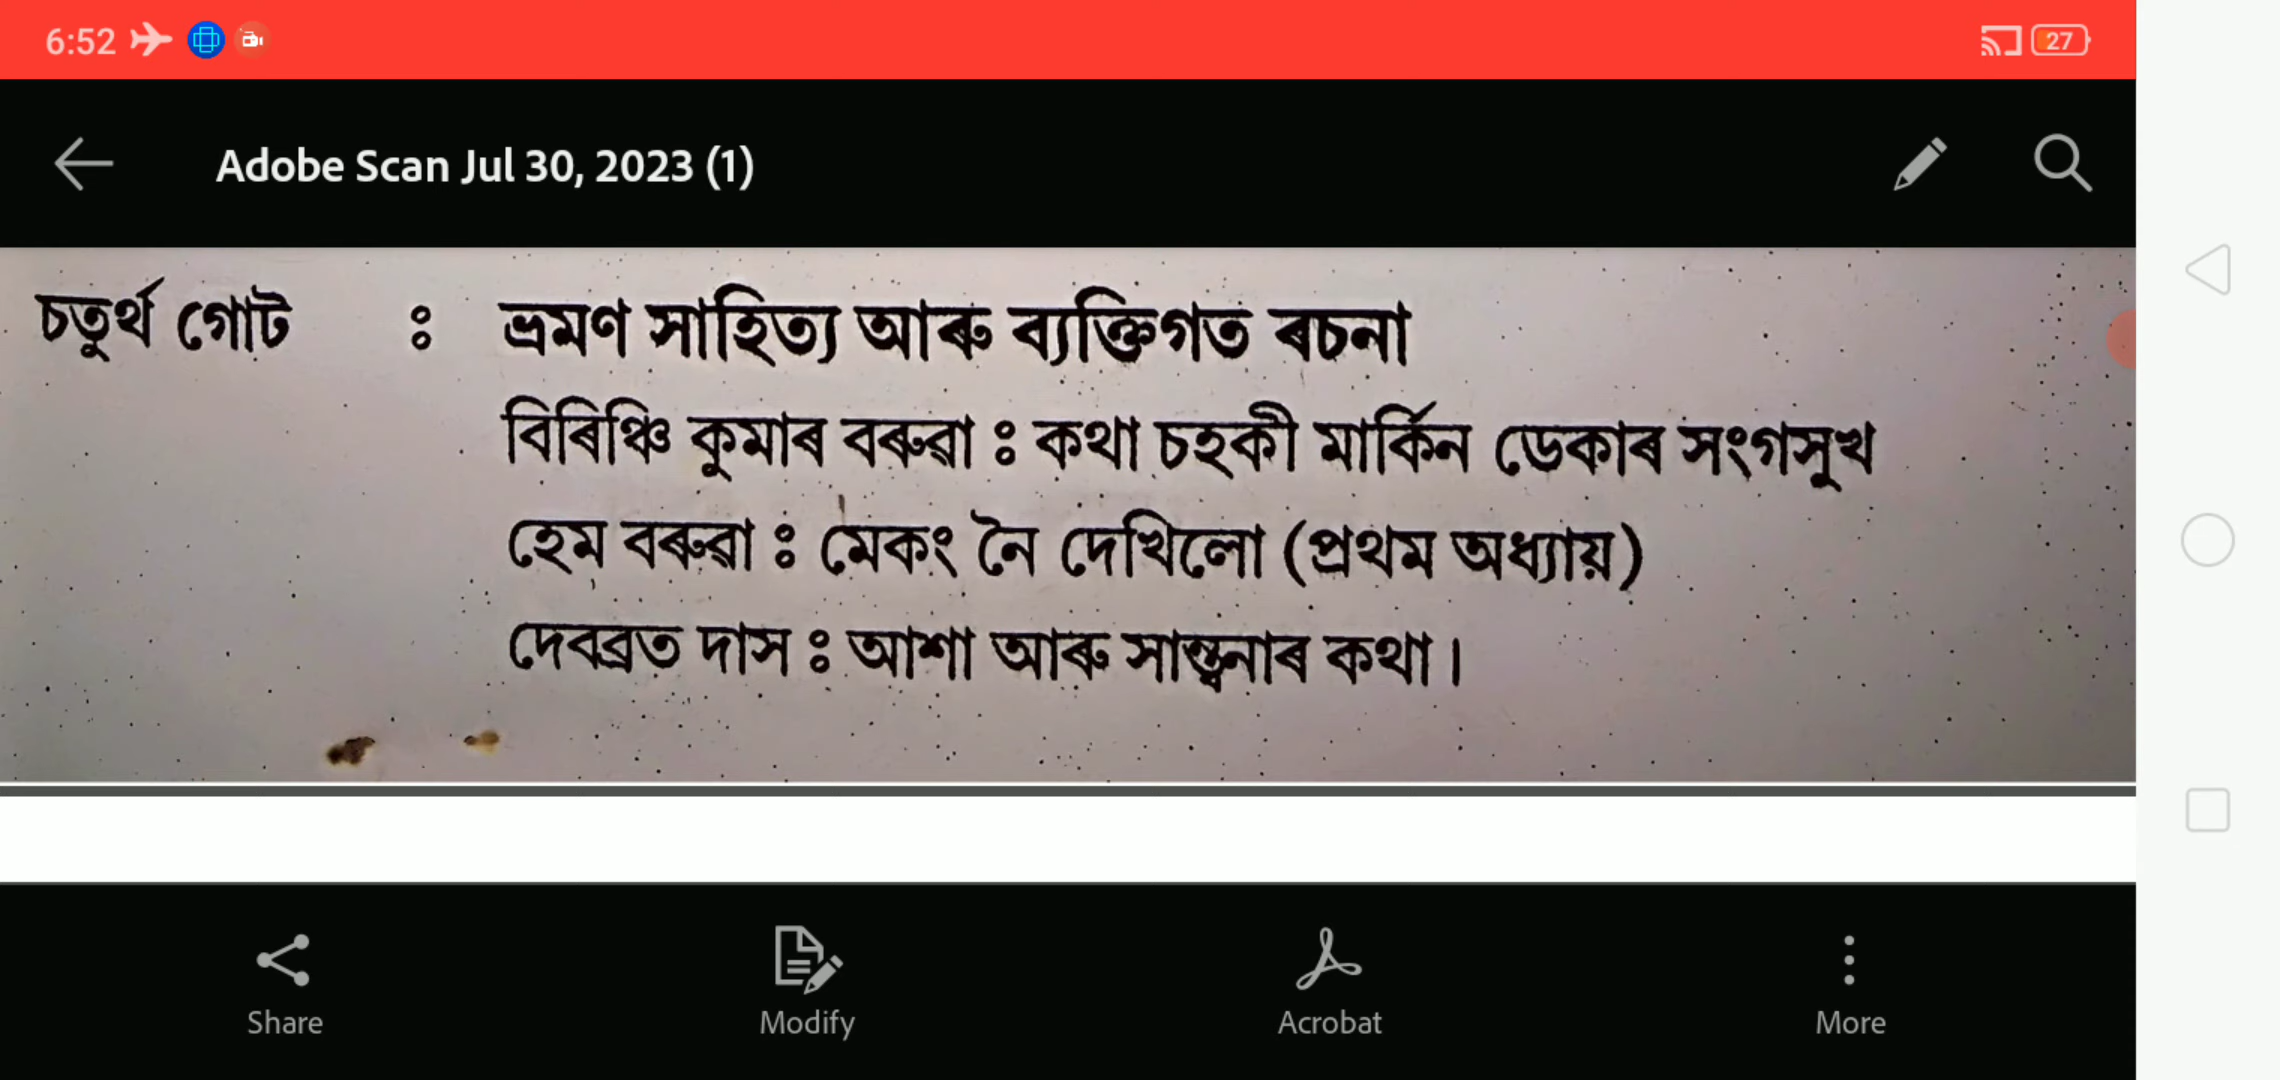 6:52
27
Adobe Scan Jul 30, 2023 (1)
চতুৰ্থ গোট ঃ ভ্ৰমণ সাহিত্য আৰু ব্যক্তিগত ৰচনা
বিৰিঞ্চি কুমাৰ বৰুৱা ঃ কথা চহকী মাৰ্কিন ডেকাৰ সংগসুখ
হেম বৰুৱা ঃ মেকং নৈ দেখিলো (প্ৰথম অধ্যায়)
দেবব্ৰত দাস ঃ আশা আৰু সান্ত্বনাৰ কথা।
Share Modify Acrobat More